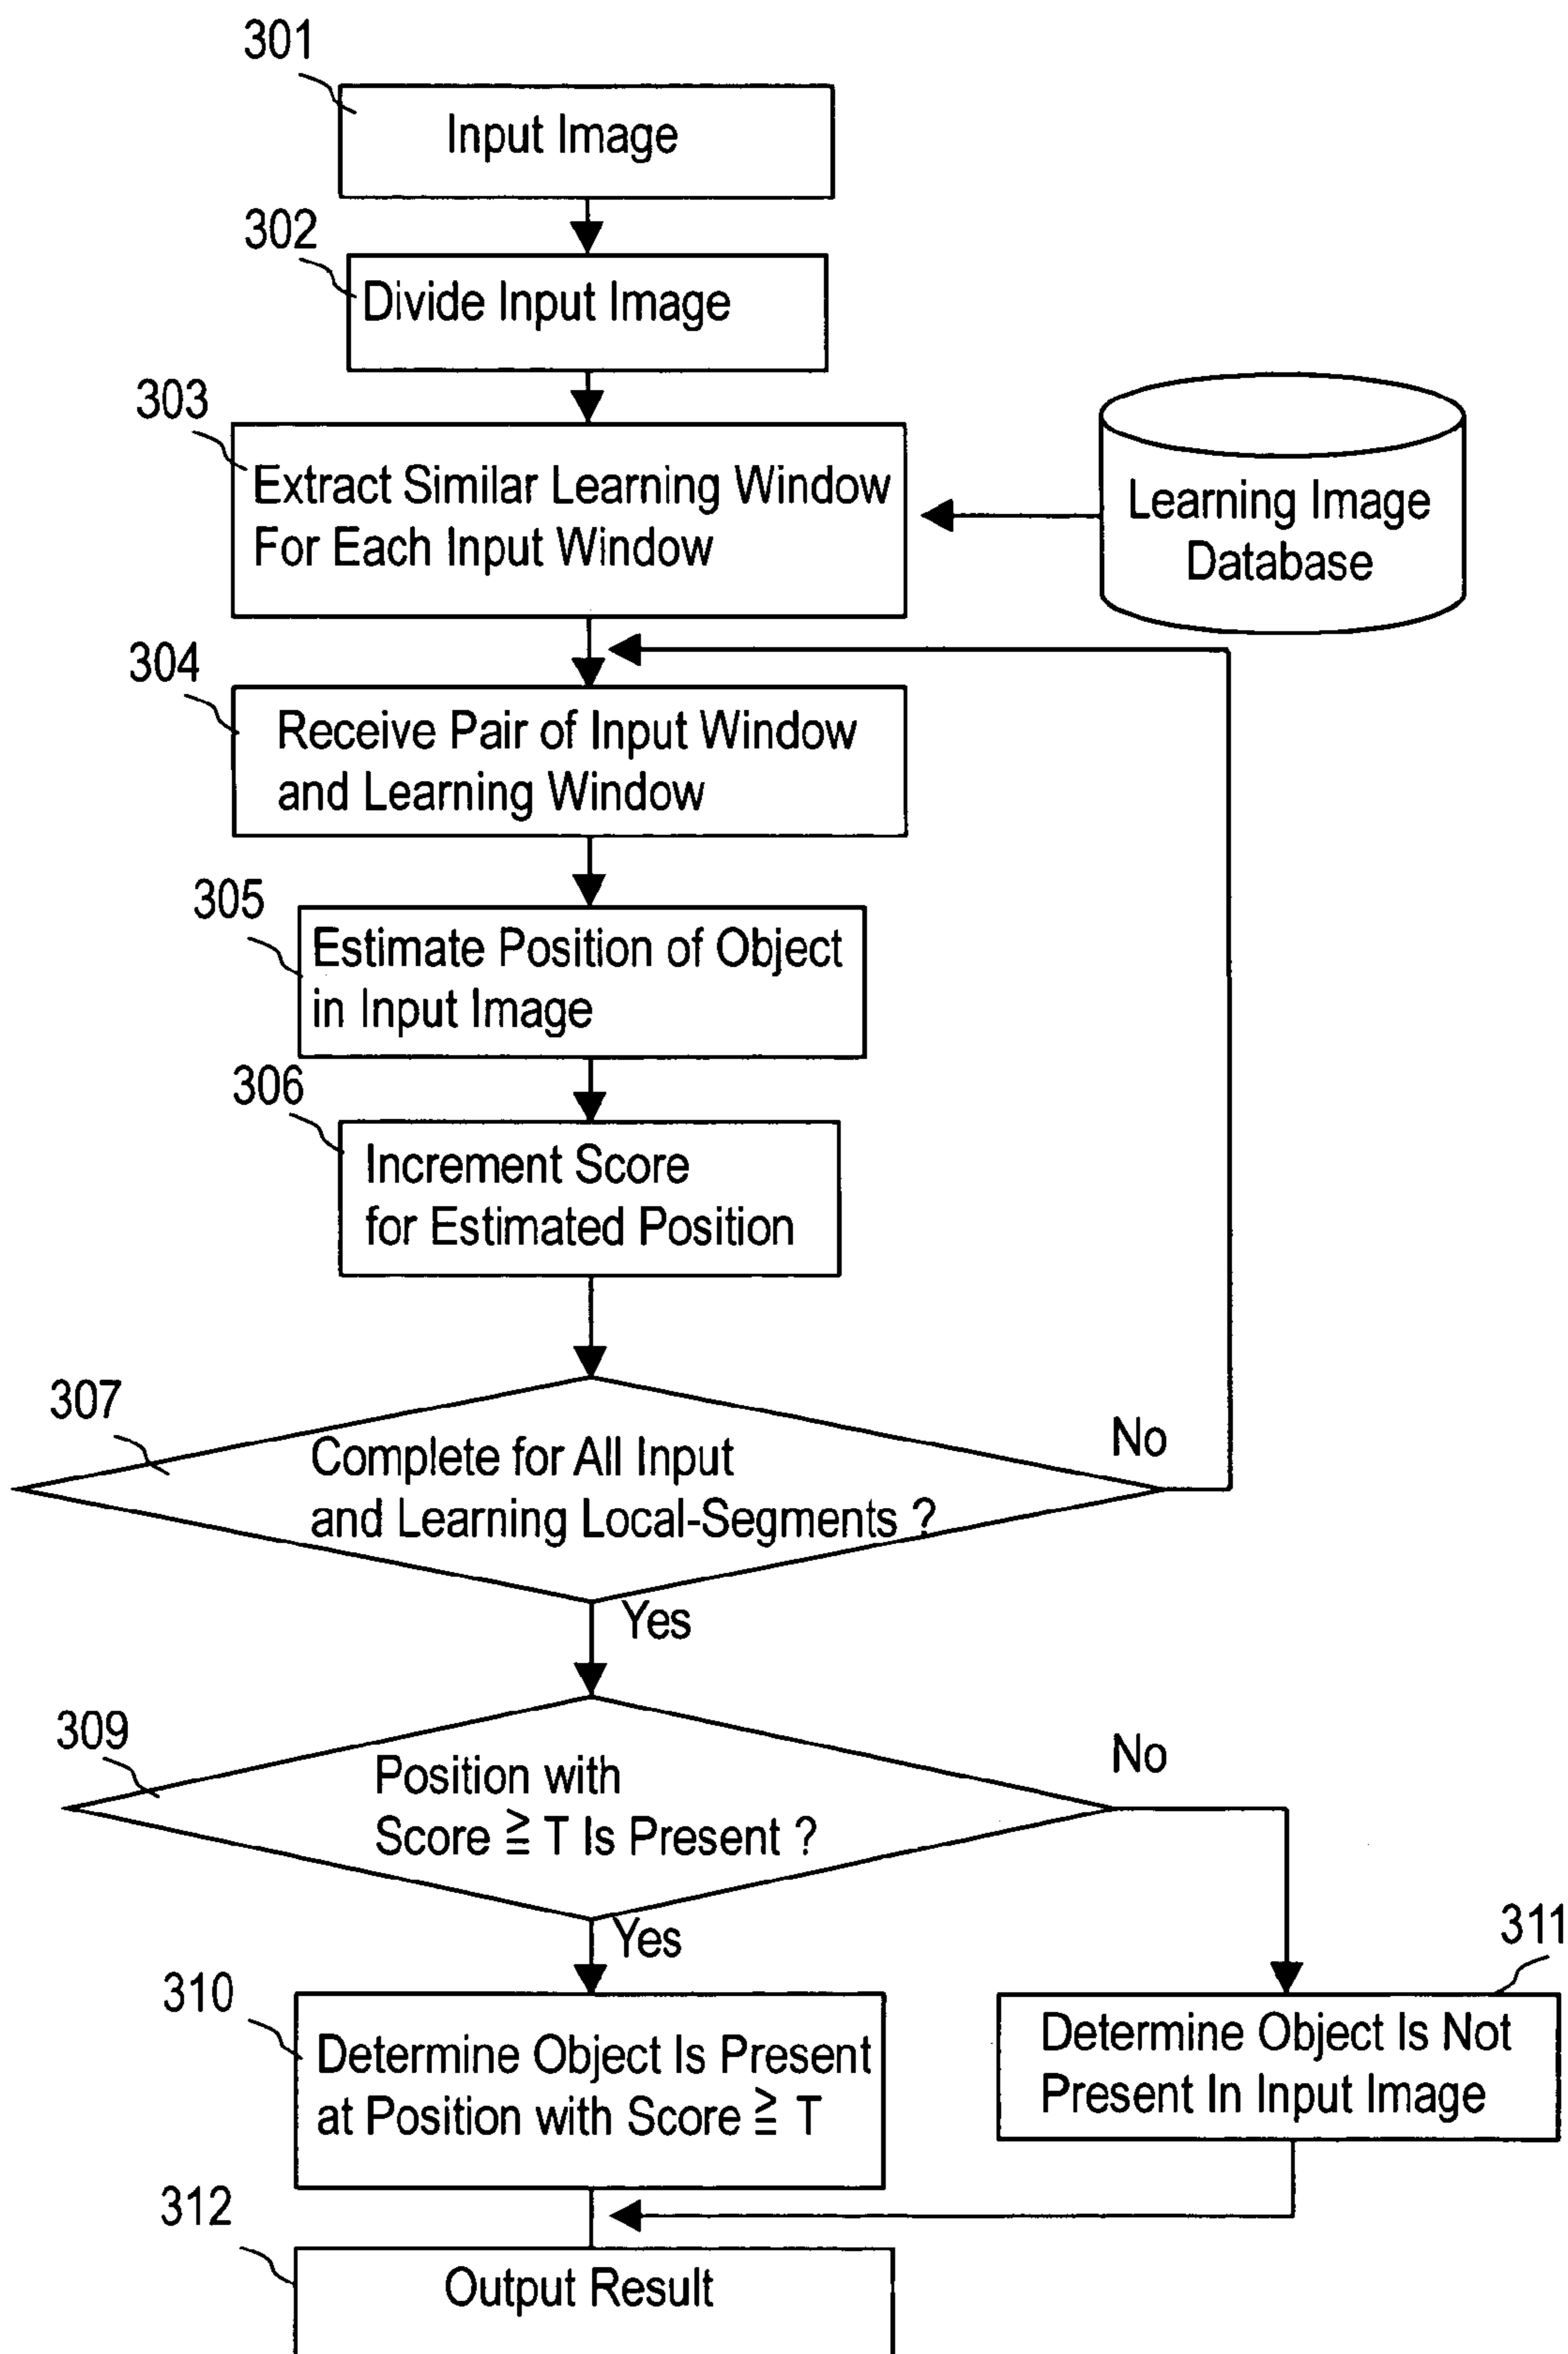 301
Input Image
302
Divide Input Image
303
Extract Similar Learning Window
For Each Input Window
Learning Image
Database
304
Receive Pair of Input Window
and Learning Window
305
Estimate Position of Object
in Input Image
306
Increment Score
for Estimated Position
307
Complete for All Input
and Learning Local-Segments ?
No
Yes
309
Position with
Score ≧ T Is Present ?
No
Yes
310
Determine Object Is Present
at Position with Score ≧ T
311
Determine Object Is Not
Present In Input Image
312
Output Result